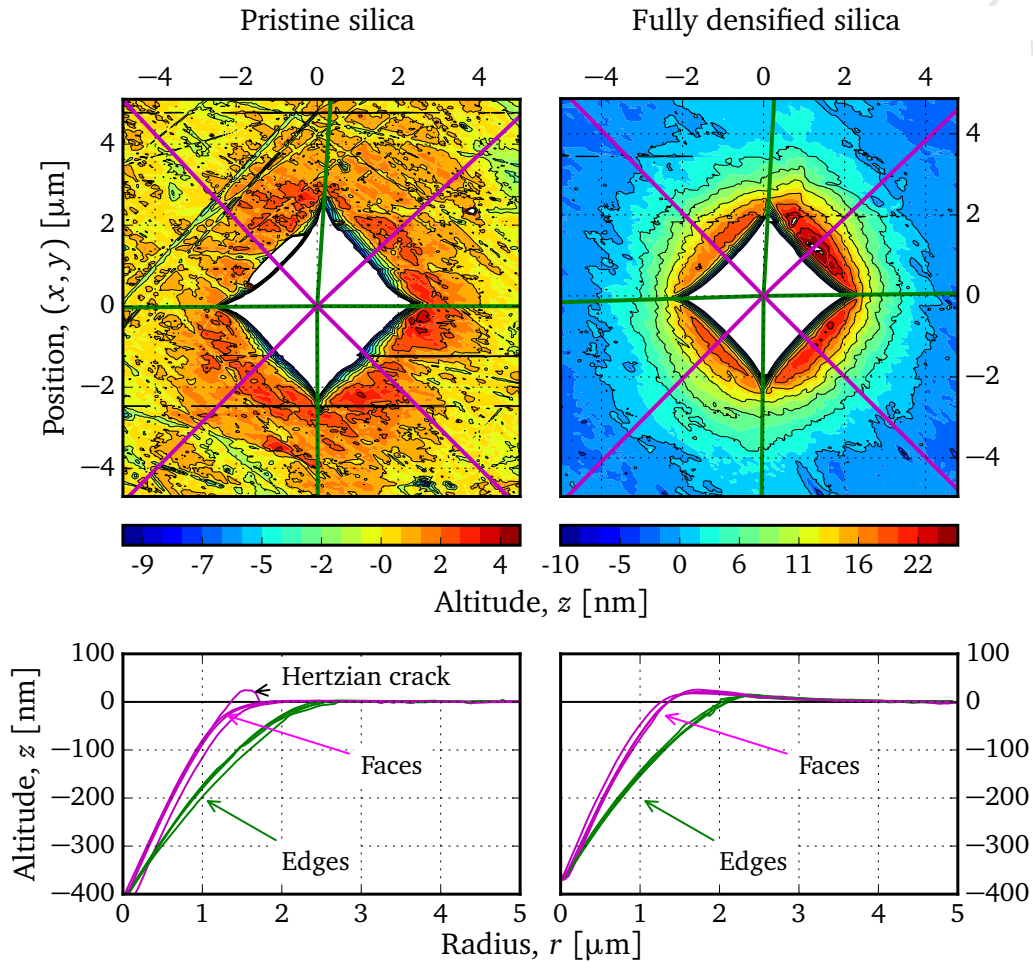 Pristine silica
Fully densified silica
−4 −2 0 2 4
−4 −2 0 2 4
Position, (x, y) [μm]
4
2
0
−2
−4
4
2
0
−2
−4
-9 -7 -5 -2 -0 2 4
-10 -6 0 6 11 16 22
Altitude, z [nm]
Altitude, z [nm]
100
0
−100
−200
−300
−400
Hertzian crack
Faces
Edges
Faces
Edges
100
0
−100
−200
−300
−400
0 1 2 3 4 5
0 1 2 3 4 5
Radius, r [μm]